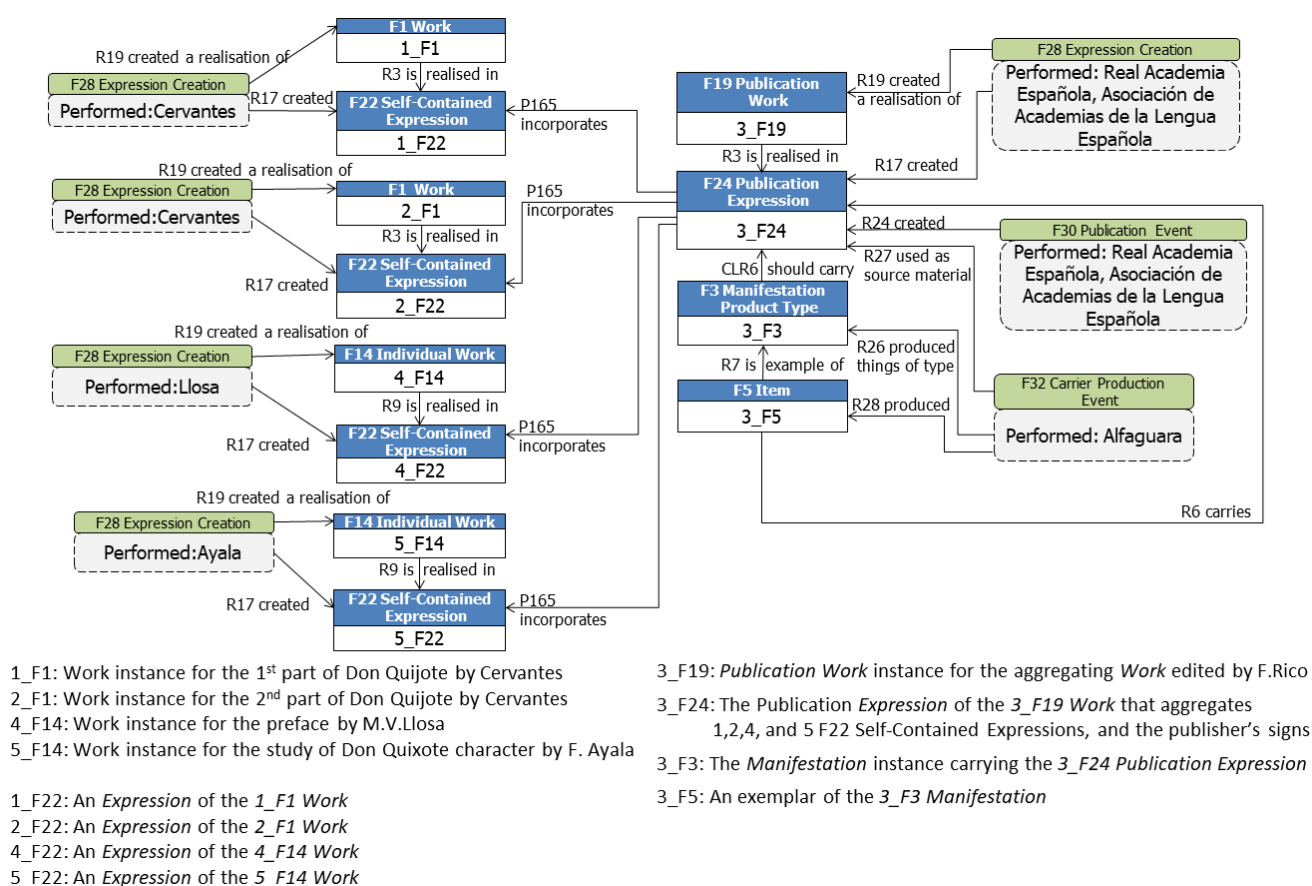 F1 Work
1_F1
R19 created a realisation of
R3 is realised in
F28 Expression Creation
Performed:Cervantes
R17 created
F22 Self-Contained
Expression
1_F22
P165
incorporates
R19 created a realisation of
F28 Expression Creation
Performed:Cervantes
F1 Work
2_F1
R3 is realised in
R17 created
F22 Self-Contained
Expression
2_F22
P165
incorporates
R19 created a realisation of
F28 Expression Creation
Performed:Llosa
F14 Individual Work
4_F14
R9 is realised in
R17 created
F22 Self-Contained
Expression
4_F22
P165
incorporates
R19 created a realisation of
F28 Expression Creation
Performed:Ayala
F14 Individual Work
5_F14
R9 is realised in
R17 created
F22 Self-Contained
Expression
5_F22
P165
incorporates
F19 Publication
Work
3_F19
R3 is realised in
F24 Publication
Expression
3_F24
CLR6 should carry
F3 Manifestation
Product Type
3_F3
R7 is example of
F5 Item
3_F5
R19 created
a realisation of
R17 created
R24 created
R27 used as
source material
R26 produced
things of type
R28 produced
R6 carries
F28 Expression Creation
Performed: Real Academia
Española, Asociación de
Academias de la Lengua
Española
F30 Publication Event
Performed: Real Academia
Española, Asociación de
Academias de la Lengua
Española
F32 Carrier Production
Event
Performed: Alfaguara
1_F1: Work instance for the 1st part of Don Quijote by Cervantes
2_F1: Work instance for the 2nd part of Don Quijote by Cervantes
4_F14: Work instance for the preface by M.V.Llosa
5_F14: Work instance for the study of Don Quixote character by F. Ayala
1_F22: An Expression of the 1_F1 Work
2_F22: An Expression of the 2_F1 Work
4_F22: An Expression of the 4_F14 Work
5_F22: An Expression of the 5_F14 Work
3_F19: Publication Work instance for the aggregating Work edited by F.Rico
3_F24: The Publication Expression of the 3_F19 Work that aggregates
1,2,4, and 5 F22 Self-Contained Expressions, and the publisher's signs
3_F3: The Manifestation instance carrying the 3_F24 Publication Expression
3_F5: An exemplar of the 3_F3 Manifestation